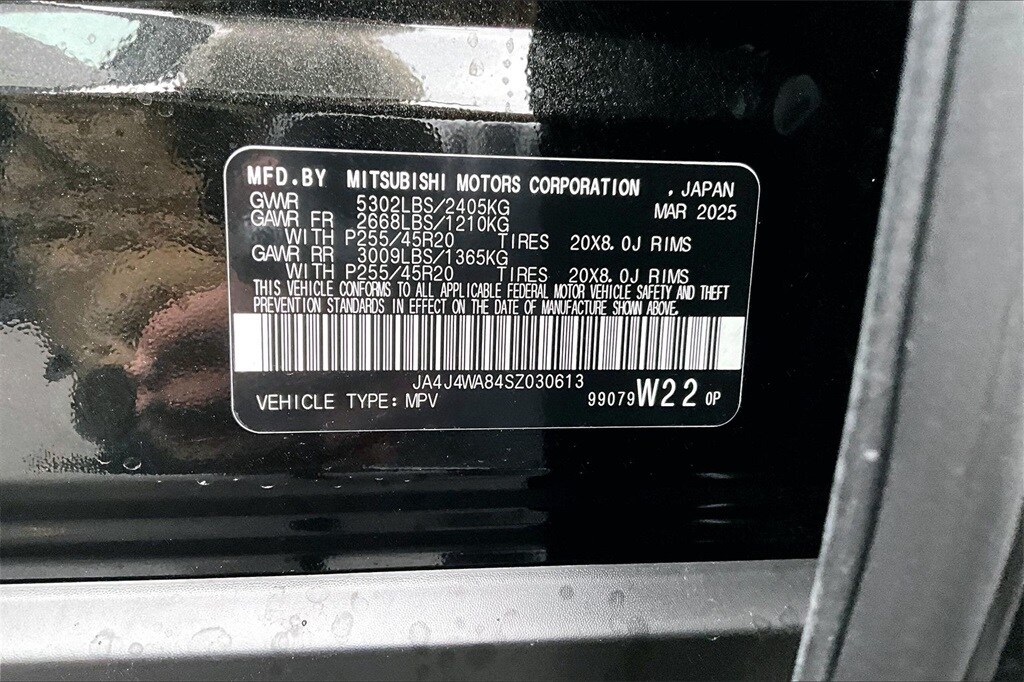 MFD.BY MITSUBISHI MOTORS CORPORATION , JAPAN
GVWR 5302LBS/2405KG MAR 2025
GAWR FR 2668LBS/1210KG
WITH P255/45R20 TIRES 20X8.0J RIMS
GAWR RR 3009LBS/1365KG
WITH P255/45R20 TIRES 20X8.0J RIMS
THIS VEHICLE CONFORMS TO ALL APPLICABLE FEDERAL MOTOR VEHICLE SAFETY AND THEFT
PREVENTION STANDARDS IN EFFECT ON THE DATE OF MANUFACTURE SHOWN ABOVE.
JA4J4WA84SZ030613
VEHICLE TYPE: MPV 99079 W22 0P